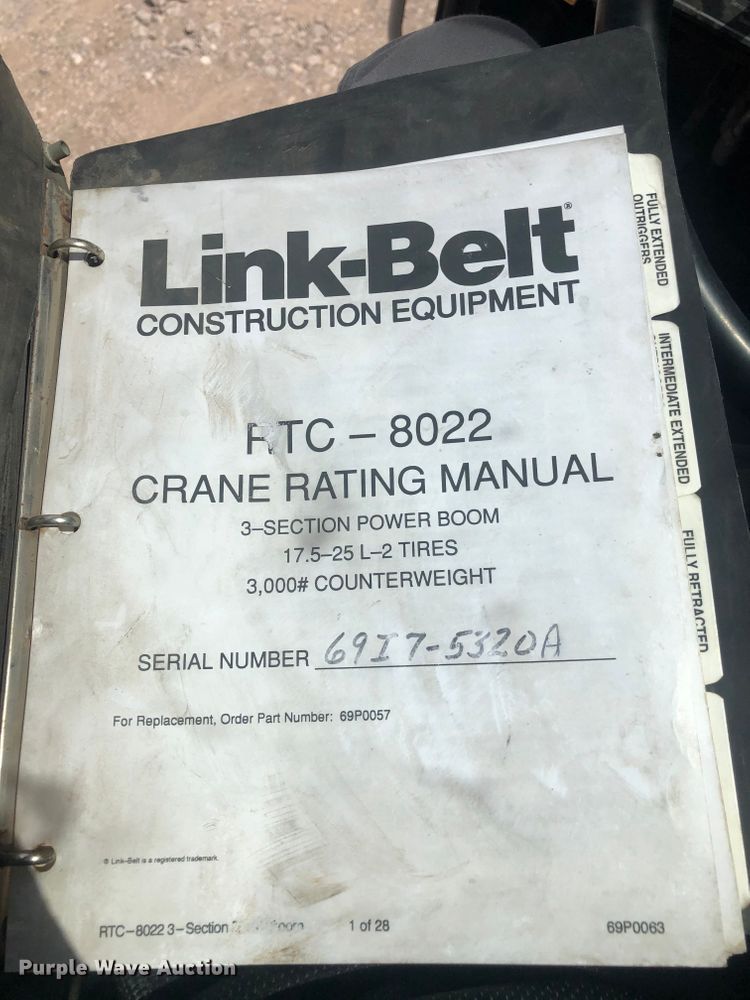 Link-Belt®
CONSTRUCTION EQUIPMENT
RTC – 8022
CRANE RATING MANUAL
3–SECTION POWER BOOM
17.5–25 L–2 TIRES
3,000# COUNTERWEIGHT
SERIAL NUMBER 69I7-5320A
For Replacement, Order Part Number: 69P0057
® Link–Belt is a registered trademark.
RTC–8022 3–Section 1 of 28 69P0063
FULLY EXTENDED
OUTRIGGERS
INTERMEDIATE EXTENDED
FULLY RETRACTED
Purple Wave Auction